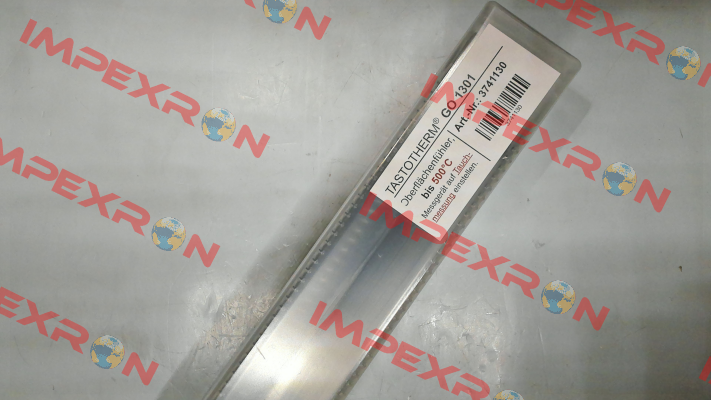 TASTOTHERM® GO 1301
Oberflächenfühler,
bis 500°C
Messgerät auf Tauch-
messung einstellen.
Art.-Nr.: 3741130
3741130
IMPEXRON
IMPEXRON
IMPEXRON
IMPEXRON
IMPEXRON
IMPEXRON
IMPEXRON
IMPEXRON
IMPEXRON